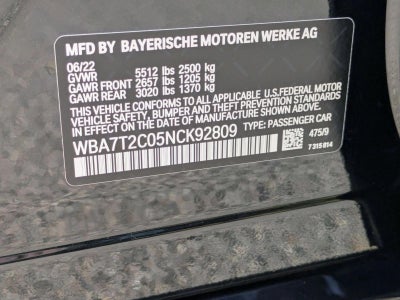 MFD BY BAYERISCHE MOTOREN WERKE AG
06/22
GVWR 5512 lbs 2500 kg
GAWR FRONT 2657 lbs 1205 kg
GAWR REAR 3020 lbs 1370 kg
THIS VEHICLE CONFORMS TO ALL APPLICABLE U.S.FEDERAL MOTOR
VEHICLE SAFETY, BUMPER AND THEFT PREVENTION STANDARDS
IN EFFECT ON THE DATE OF MANUFACTURE SHOWN ABOVE.
WBA7T2C05NCK92809 TYPE: PASSENGER CAR
475/9
7 315 814